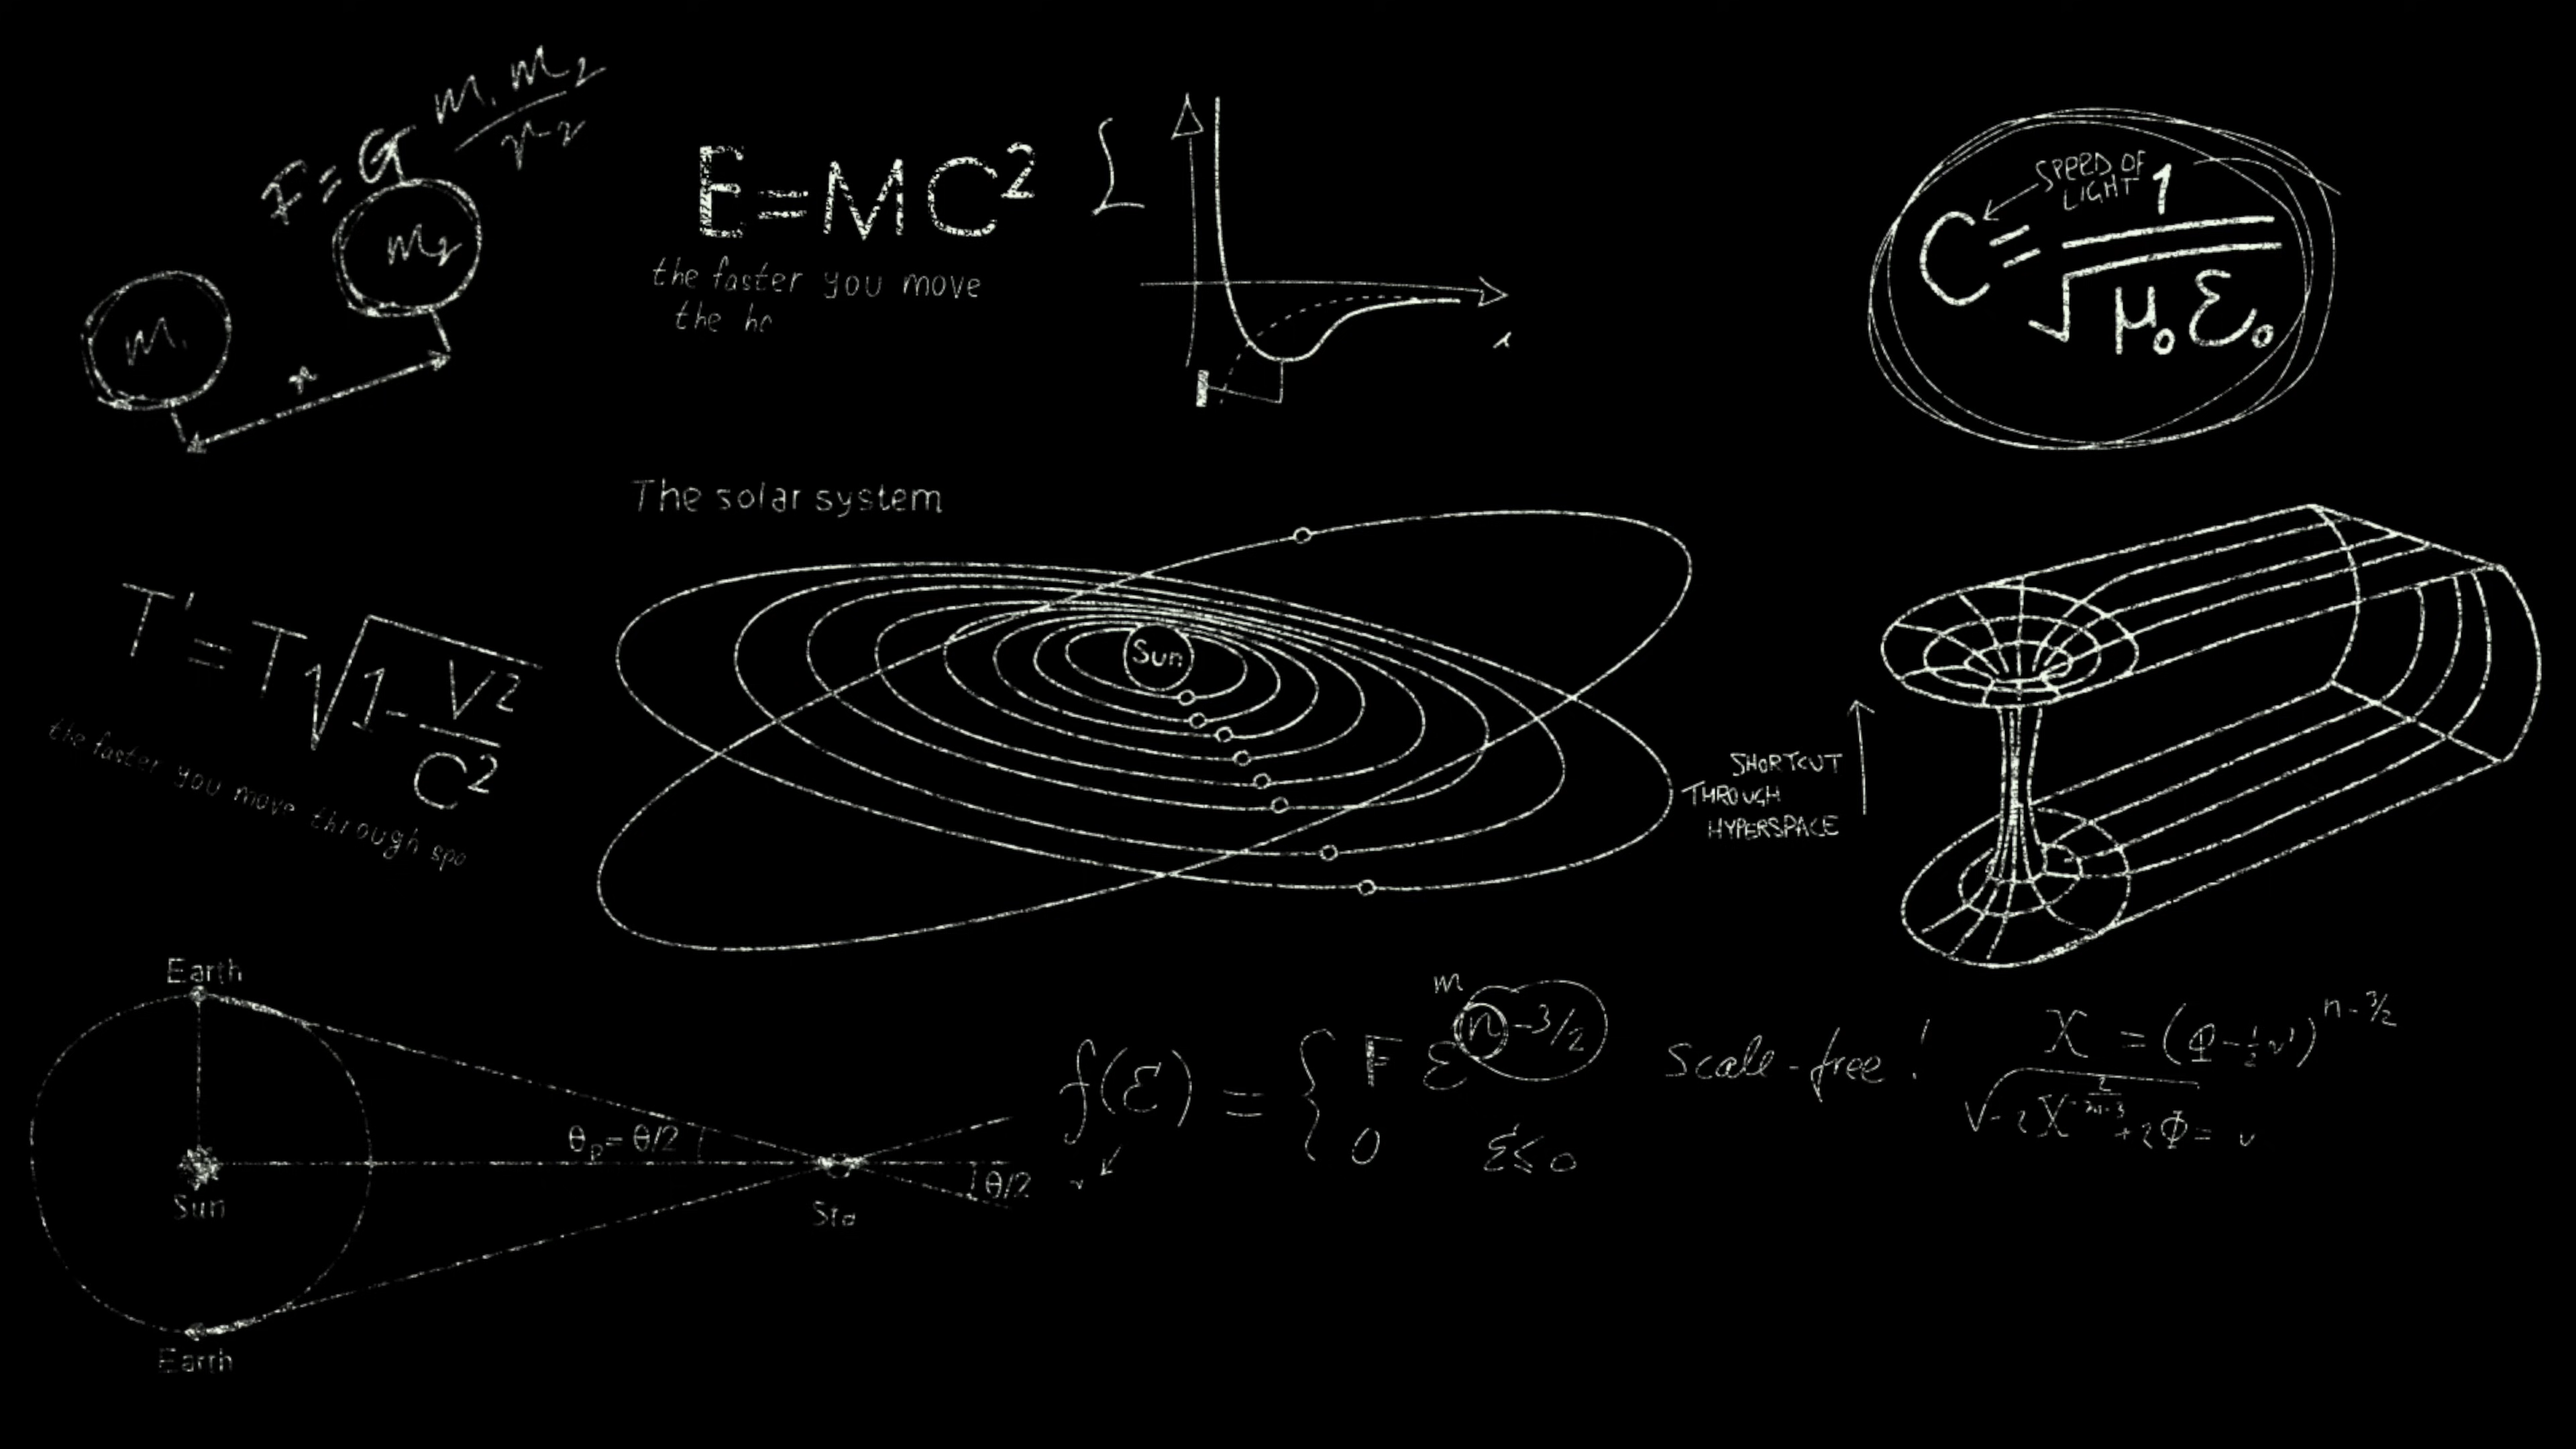 F=G m₁m₂/r²
m₂
m₁
r
E=MC²
the faster you move
the
SPEED OF
LIGHT
C=1/√μ₀ε₀
The solar system
Sun
T'=T√1-V²/C²
the faster you move through spa
SHORTCUT
THROUGH
HYPERSPACE
Earth
Sun
Earth
θp=θ/2
θ/2
Sta
m
f(ε) = { F ε^n-3/2
0 ε≤0
Scale-free!
X = (Φ-½v²)^n-3/2